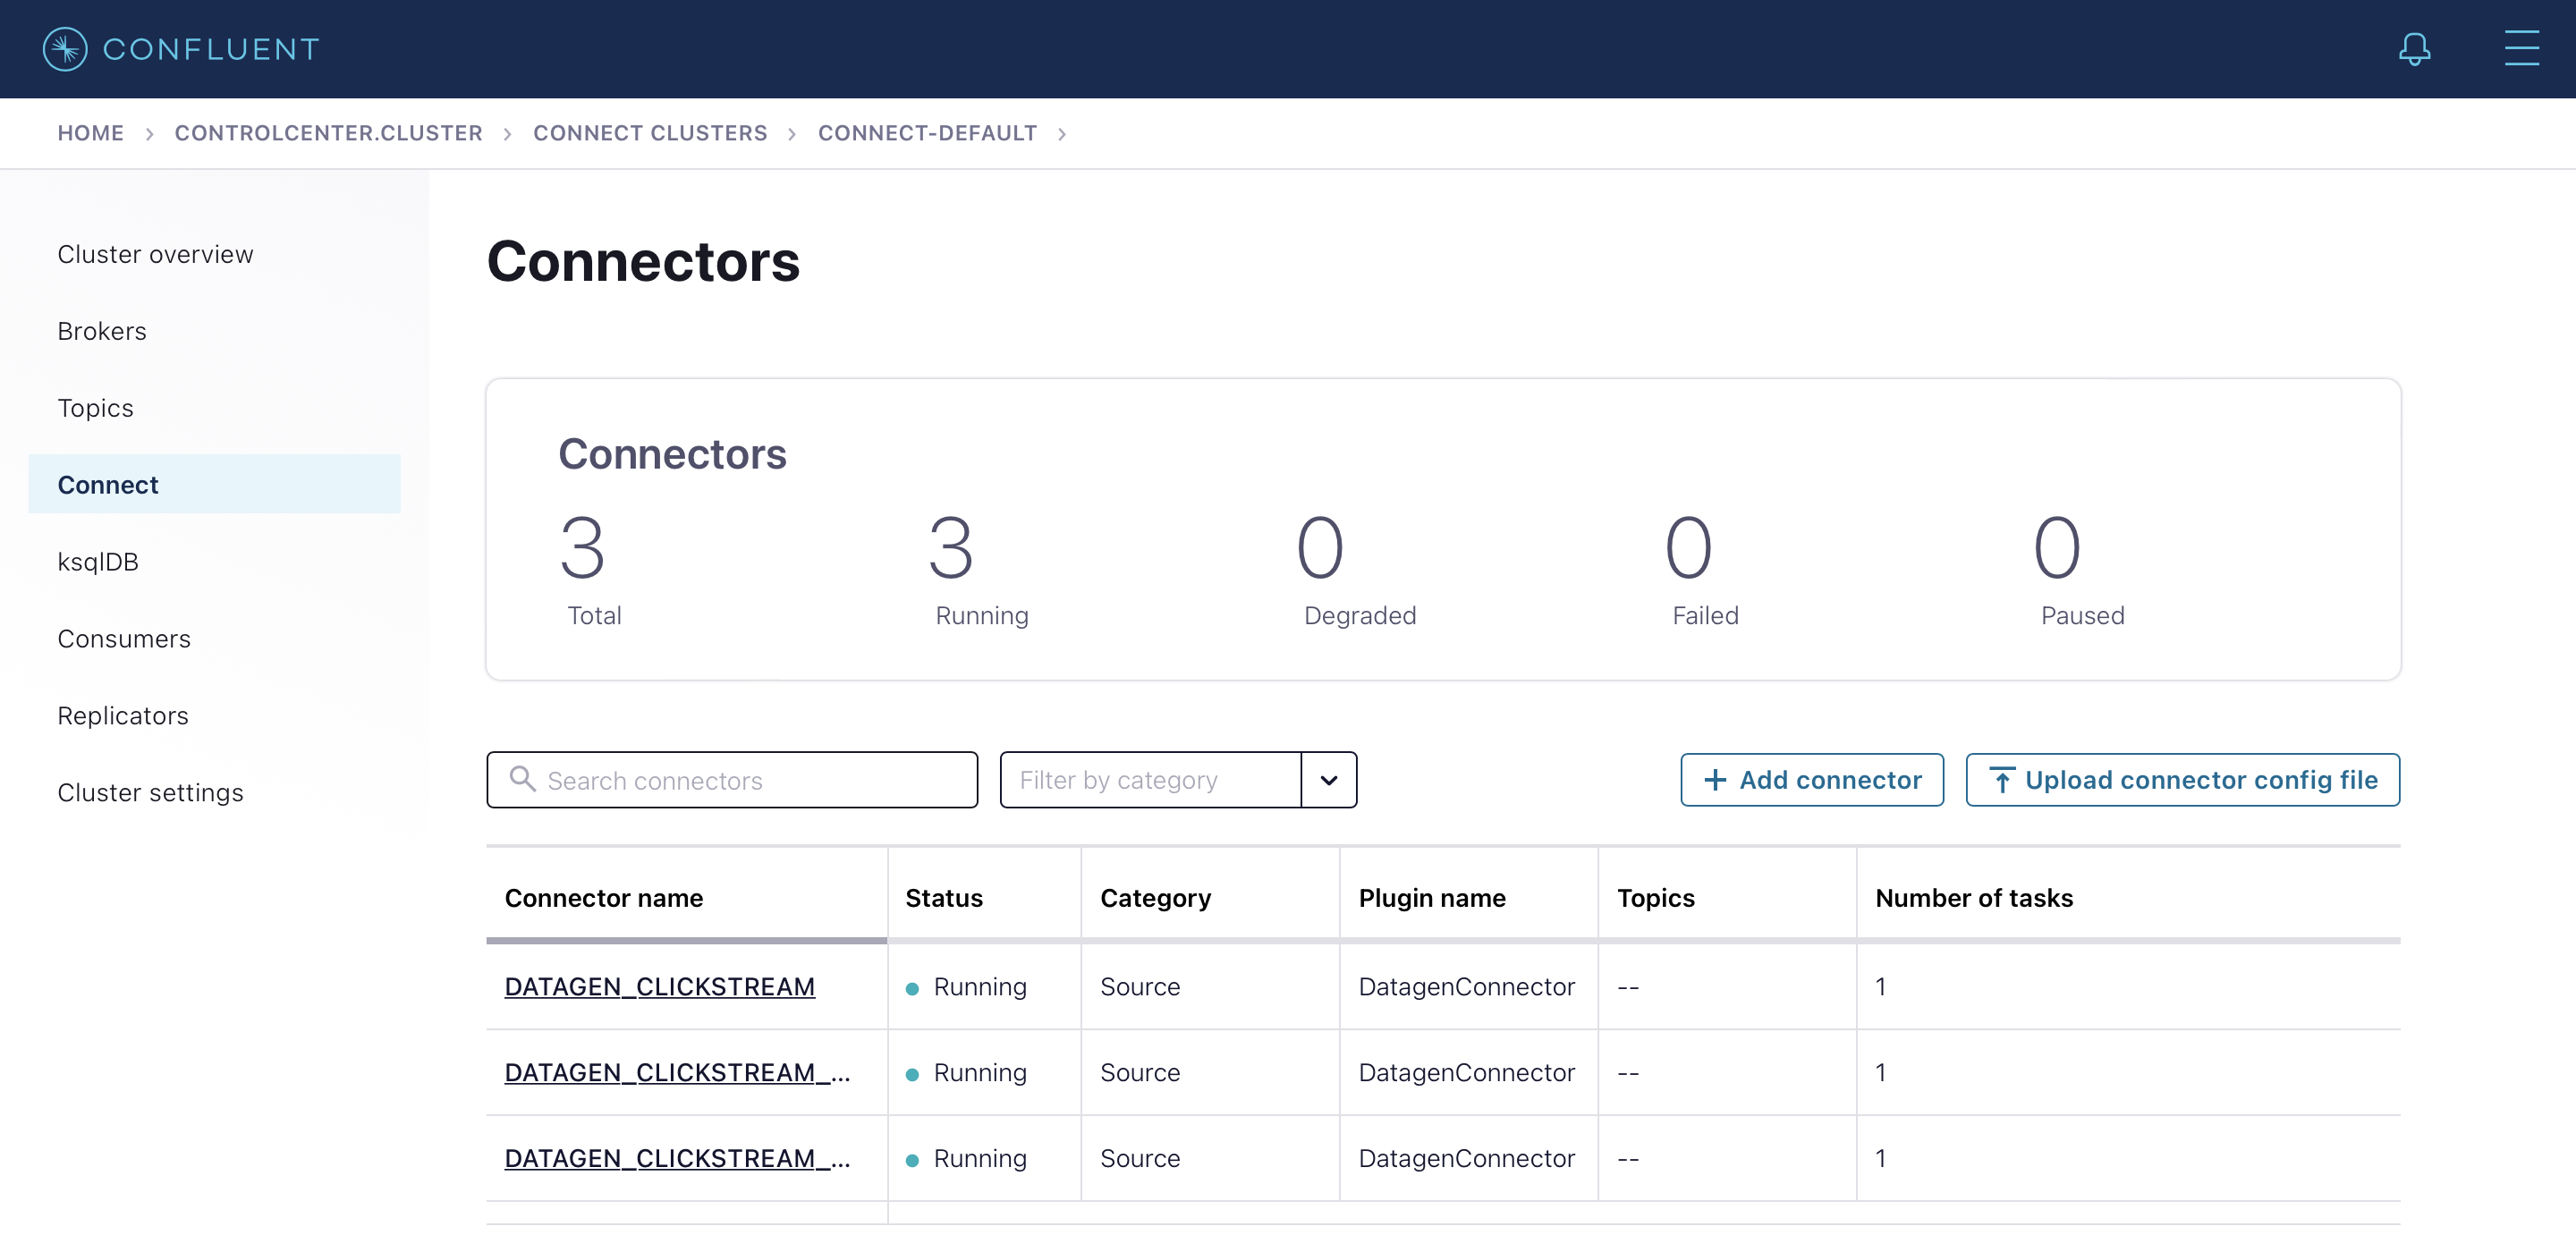 CONFLUENT
HOME > CONTROLCENTER.CLUSTER > CONNECT CLUSTERS > CONNECT-DEFAULT >
Cluster overview
Brokers
Topics
Connect
ksqlDB
Consumers
Replicators
Cluster settings
Connectors
Connectors
3 3 0 0 0
Total Running Degraded Failed Paused
Search connectors Filter by category + Add connector Upload connector config file
Connector name Status Category Plugin name Topics Number of tasks
DATAGEN_CLICKSTREAM Running Source DatagenConnector -- 1
DATAGEN_CLICKSTREAM_... Running Source DatagenConnector -- 1
DATAGEN_CLICKSTREAM_... Running Source DatagenConnector -- 1